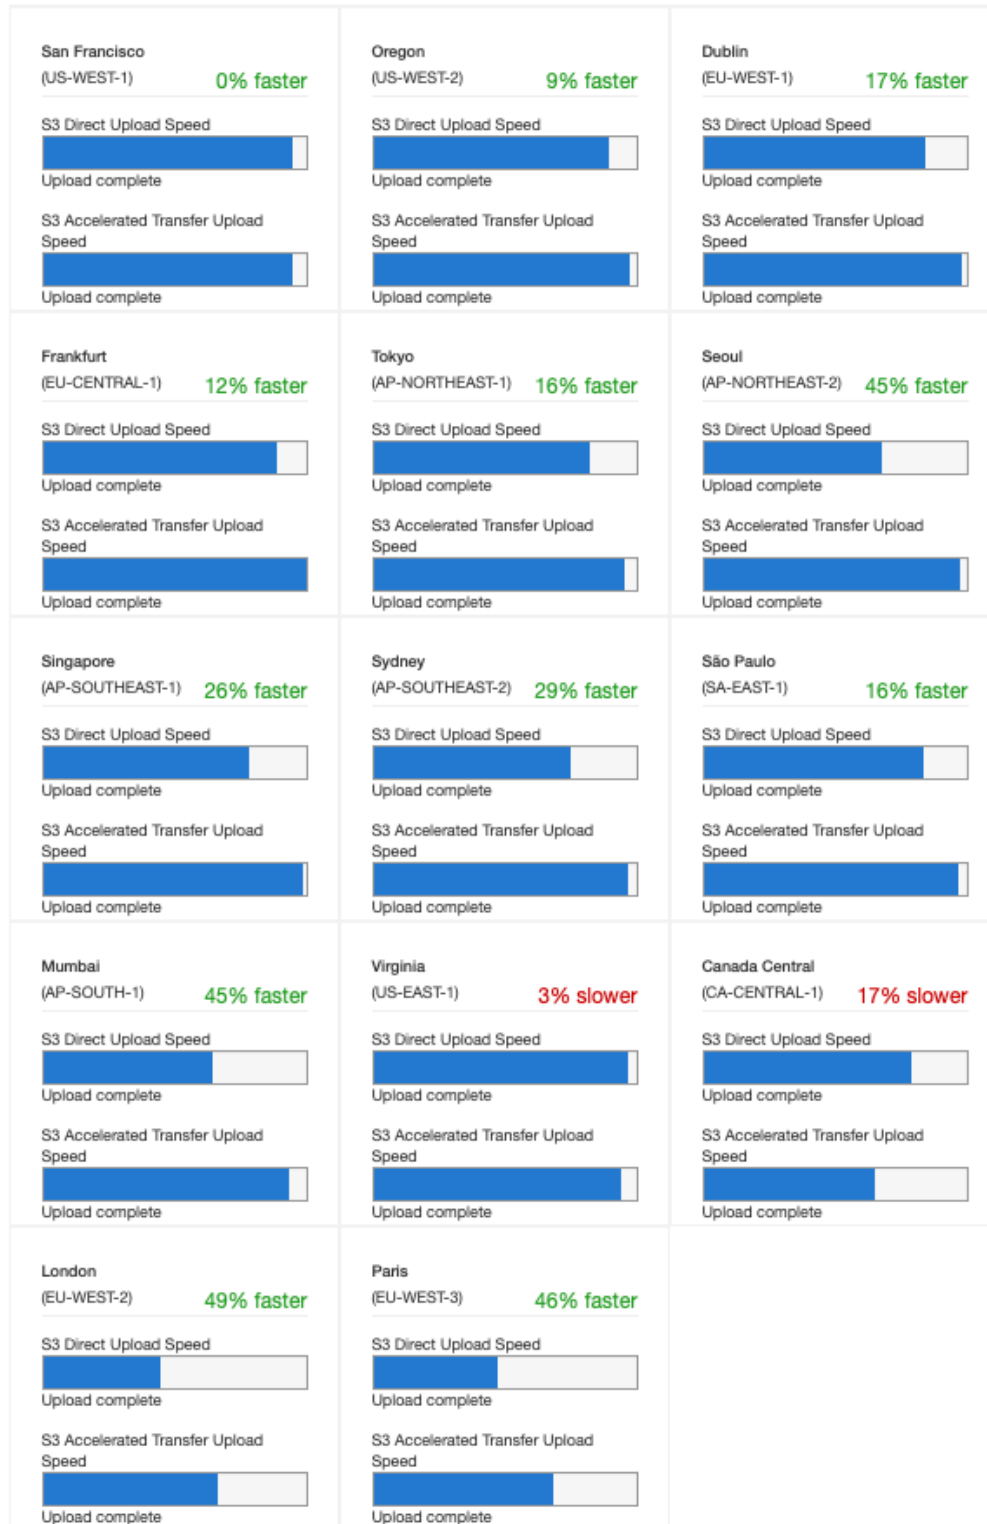 San Francisco
(US-WEST-1) 0% faster
S3 Direct Upload Speed
Upload complete
S3 Accelerated Transfer Upload
Speed
Upload complete
Oregon
(US-WEST-2) 9% faster
S3 Direct Upload Speed
Upload complete
S3 Accelerated Transfer Upload
Speed
Upload complete
Dublin
(EU-WEST-1) 17% faster
S3 Direct Upload Speed
Upload complete
S3 Accelerated Transfer Upload
Speed
Upload complete
Frankfurt
(EU-CENTRAL-1) 12% faster
S3 Direct Upload Speed
Upload complete
S3 Accelerated Transfer Upload
Speed
Upload complete
Tokyo
(AP-NORTHEAST-1) 16% faster
S3 Direct Upload Speed
Upload complete
S3 Accelerated Transfer Upload
Speed
Upload complete
Seoul
(AP-NORTHEAST-2) 45% faster
S3 Direct Upload Speed
Upload complete
S3 Accelerated Transfer Upload
Speed
Upload complete
Singapore
(AP-SOUTHEAST-1) 26% faster
S3 Direct Upload Speed
Upload complete
S3 Accelerated Transfer Upload
Speed
Upload complete
Sydney
(AP-SOUTHEAST-2) 29% faster
S3 Direct Upload Speed
Upload complete
S3 Accelerated Transfer Upload
Speed
Upload complete
São Paulo
(SA-EAST-1) 16% faster
S3 Direct Upload Speed
Upload complete
S3 Accelerated Transfer Upload
Speed
Upload complete
Mumbai
(AP-SOUTH-1) 45% faster
S3 Direct Upload Speed
Upload complete
S3 Accelerated Transfer Upload
Speed
Upload complete
Virginia
(US-EAST-1) 3% slower
S3 Direct Upload Speed
Upload complete
S3 Accelerated Transfer Upload
Speed
Upload complete
Canada Central
(CA-CENTRAL-1) 17% slower
S3 Direct Upload Speed
Upload complete
S3 Accelerated Transfer Upload
Speed
Upload complete
London
(EU-WEST-2) 49% faster
S3 Direct Upload Speed
Upload complete
S3 Accelerated Transfer Upload
Speed
Upload complete
Paris
(EU-WEST-3) 46% faster
S3 Direct Upload Speed
Upload complete
S3 Accelerated Transfer Upload
Speed
Upload complete